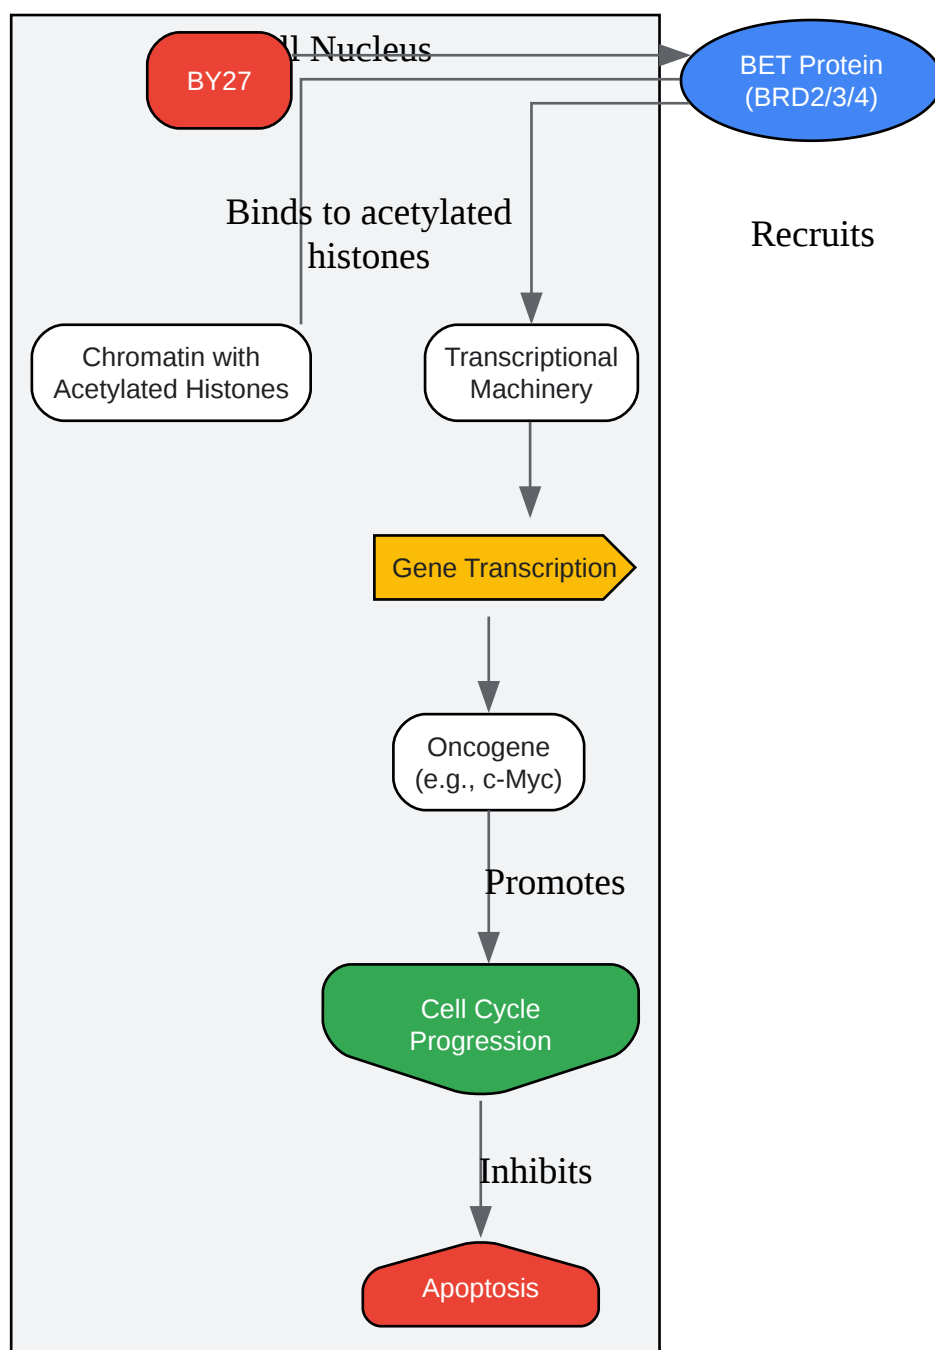 Nucleus
BY27
BET Protein
(BRD2/3/4)
Binds to acetylated
histones
Recruits
Chromatin with
Acetylated Histones
Transcriptional
Machinery
Gene Transcription
Oncogene
(e.g., c-Myc)
Promotes
Cell Cycle
Progression
Inhibits
Apoptosis